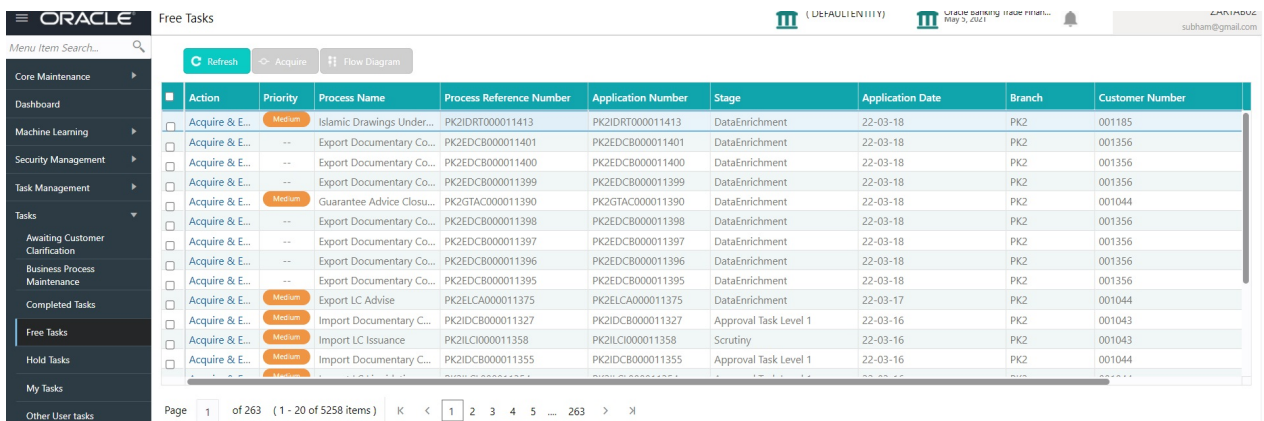 ORACLE
Free Tasks
( DEFAULTENTITY)
Oracle Banking Trade Finan...
May 5, 2021
subham@gmail.com
Menu Item Search...
Core Maintenance
Dashboard
Machine Learning
Security Management
Task Management
Tasks
Awaiting Customer
Clarification
Business Process
Maintenance
Completed Tasks
Free Tasks
Hold Tasks
My Tasks
Other User tasks
Refresh Acquire Flow Diagram
Action Priority Process Name Process Reference Number Application Number Stage Application Date Branch Customer Number
Acquire & E... Medium Islamic Drawings Under... PK2IDRT000011413 PK2IDRT000011413 DataEnrichment 22-03-18 PK2 001185
Acquire & E... -- Export Documentary Co... PK2EDCB000011401 PK2EDCB000011401 DataEnrichment 22-03-18 PK2 001356
Acquire & E... -- Export Documentary Co... PK2EDCB000011400 PK2EDCB000011400 DataEnrichment 22-03-18 PK2 001356
Acquire & E... -- Export Documentary Co... PK2EDCB000011399 PK2EDCB000011399 DataEnrichment 22-03-18 PK2 001356
Acquire & E... Medium Guarantee Advice Closu... PK2GTAC000011390 PK2GTAC000011390 DataEnrichment 22-03-18 PK2 001044
Acquire & E... -- Export Documentary Co... PK2EDCB000011398 PK2EDCB000011398 DataEnrichment 22-03-18 PK2 001356
Acquire & E... -- Export Documentary Co... PK2EDCB000011397 PK2EDCB000011397 DataEnrichment 22-03-18 PK2 001356
Acquire & E... -- Export Documentary Co... PK2EDCB000011396 PK2EDCB000011396 DataEnrichment 22-03-18 PK2 001356
Acquire & E... -- Export Documentary Co... PK2EDCB000011395 PK2EDCB000011395 DataEnrichment 22-03-18 PK2 001356
Acquire & E... Medium Export LC Advise PK2ELCA000011375 PK2ELCA000011375 DataEnrichment 22-03-17 PK2 001044
Acquire & E... Medium Import Documentary C... PK2IDCB000011327 PK2IDCB000011327 Approval Task Level 1 22-03-16 PK2 001043
Acquire & E... Medium Import LC Issuance PK2ILCI000011358 PK2ILCI000011358 Scrutiny 22-03-16 PK2 001043
Acquire & E... Medium Import Documentary C... PK2IDCB000011355 PK2IDCB000011355 Approval Task Level 1 22-03-16 PK2 001044
Page 1 of 263 (1 - 20 of 5258 items) 1 2 3 4 5 .... 263